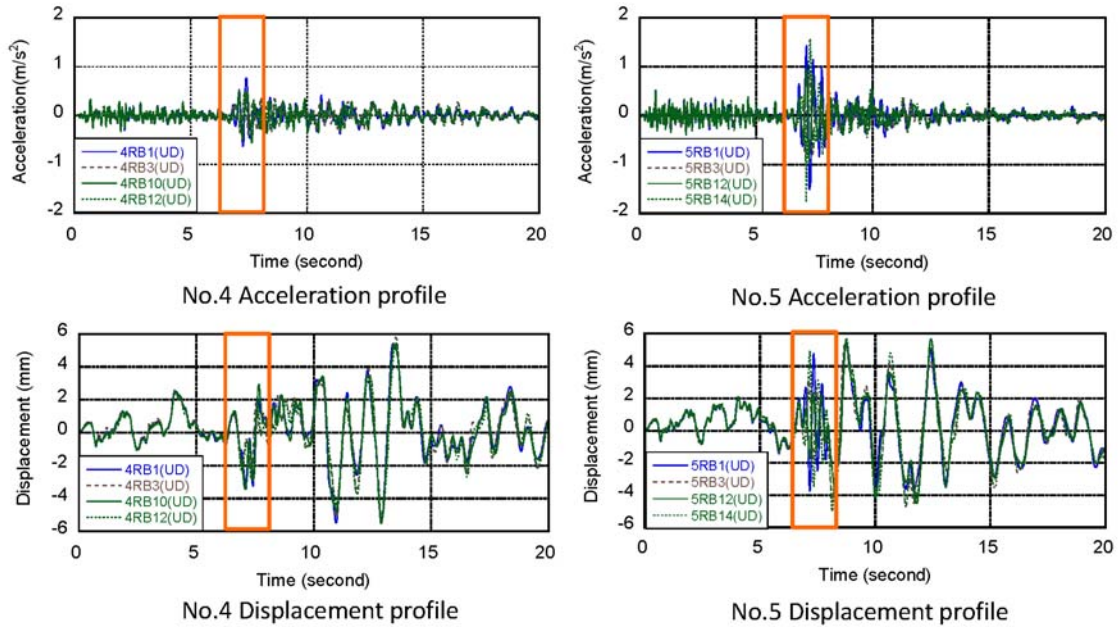 2
1
0
-1
-2
Acceleration(m/s²)
4RB1(UD)
4RB3(UD)
4RB10(UD)
4RB12(UD)
0 5 10 15 20
Time (second)
No.4 Acceleration profile
2
1
0
-1
-2
Acceleration(m/s²)
5RB1(UD)
5RB3(UD)
5RB12(UD)
5RB14(UD)
0 5 10 15 20
Time (second)
No.5 Acceleration profile
6
4
2
0
-2
-4
-6
Displacement (mm)
4RB1(UD)
4RB3(UD)
4RB10(UD)
4RB12(UD)
0 5 10 15 20
Time (second)
No.4 Displacement profile
6
4
2
0
-2
-4
-6
Displacement (mm)
5RB1(UD)
5RB3(UD)
5RB12(UD)
5RB14(UD)
0 5 10 15 20
Time (second)
No.5 Displacement profile